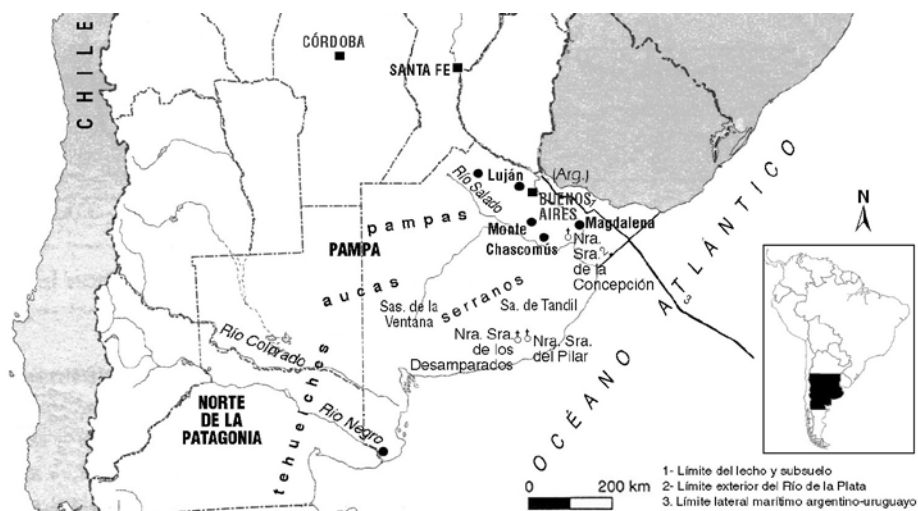 CHILE
CÓRDOBA
SANTA FE
Luján
(Arg.)
1
Río Salado
BUENOS
AIRES
pampas
Monte
Magdalena
Chascomús
Nra.
Sra.
de la
Concepción
2
PAMPA
aucas
serranos
Sas. de la
Ventana
Sa. de Tandil
3
Nra. Sra.
de los
Desamparados
Nra. Sra.
del Pilar
Río Colorado
NORTE
DE LA
PATAGONIA
tehuelches
Río Negro
OCÉANO ATLÁNTICO
N
0 200 km
1- Límite del lecho y subsuelo
2- Límite exterior del Río de la Plata
3. Límite lateral marítimo argentino-uruguayo